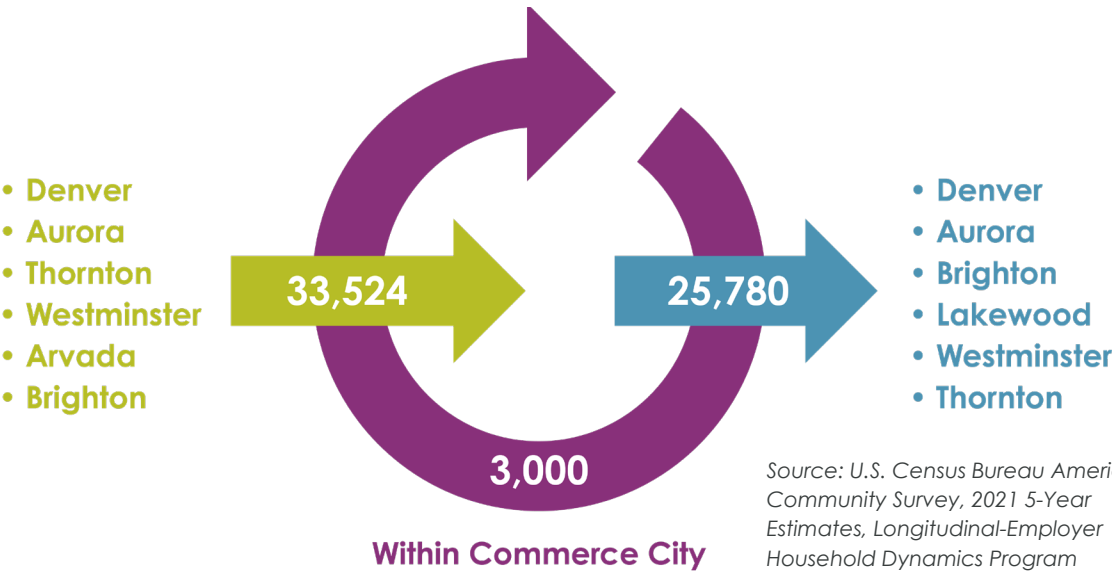 • Denver
• Aurora
• Thornton
• Westminster
• Arvada
• Brighton
33,524
25,780
3,000
Within Commerce City
• Denver
• Aurora
• Brighton
• Lakewood
• Westminster
• Thornton
Source: U.S. Census Bureau Ameri
Community Survey, 2021 5-Year
Estimates, Longitudinal-Employer
Household Dynamics Program